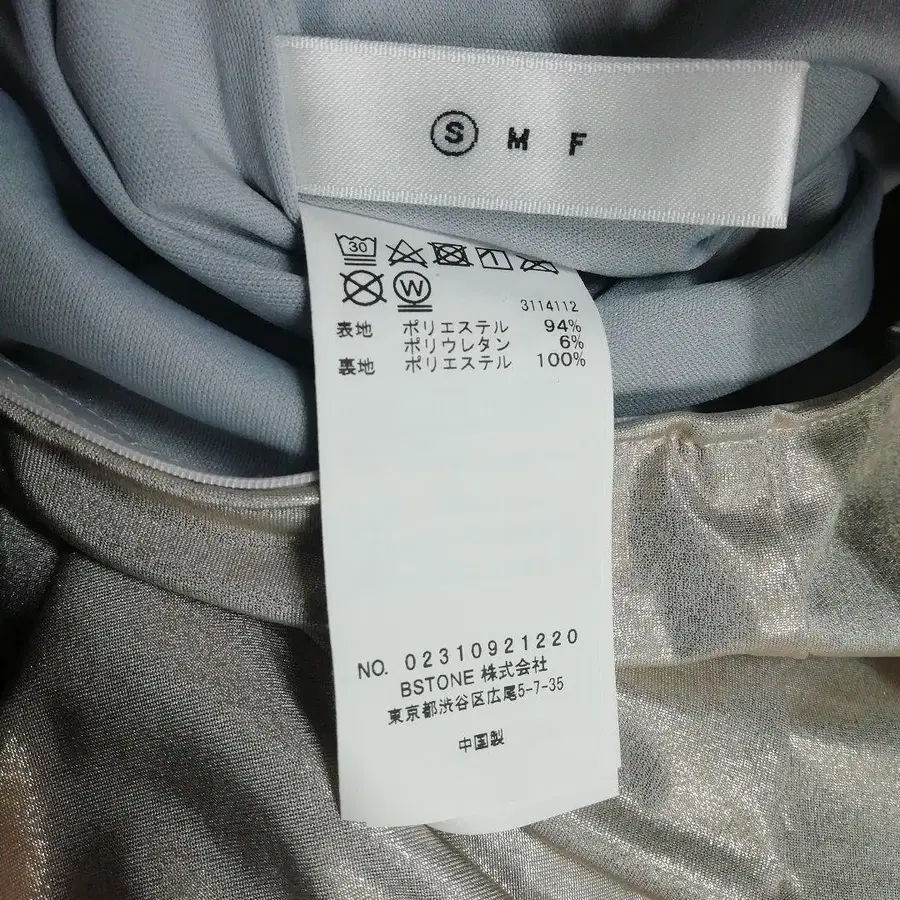 S M F
30
W
3114112
表地 ポリエステル 94%
ポリウレタン 6%
裏地 ポリエステル 100%
NO. 02310921220
BSTONE 株式会社
東京都渋谷区広尾5-7-35
中国製